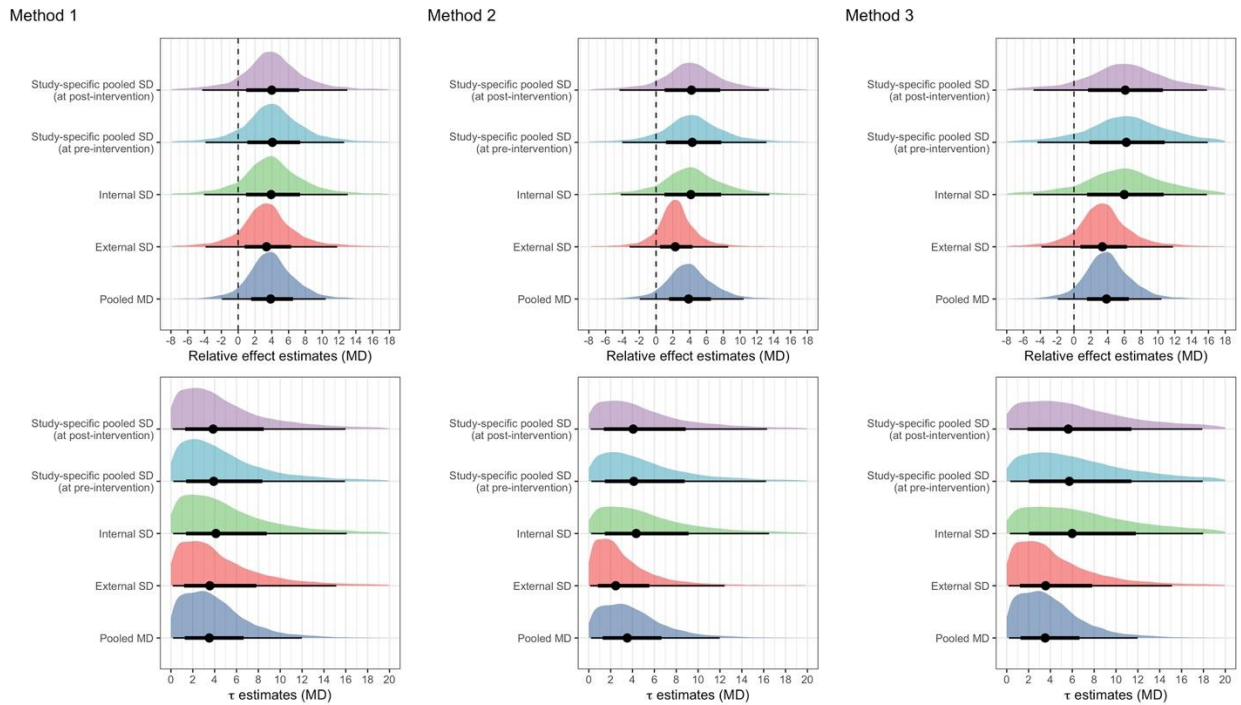 Method 1
Method 2
Method 3
Study-specific pooled SD
(at post-intervention)
Study-specific pooled SD
(at pre-intervention)
Internal SD
External SD
Pooled MD
-8 -6 -4 -2 0 2 4 6 8 10 12 14 16 18
Relative effect estimates (MD)
Study-specific pooled SD
(at post-intervention)
Study-specific pooled SD
(at pre-intervention)
Internal SD
External SD
Pooled MD
-8 -6 -4 -2 0 2 4 6 8 10 12 14 16 18
Relative effect estimates (MD)
Study-specific pooled SD
(at post-intervention)
Study-specific pooled SD
(at pre-intervention)
Internal SD
External SD
Pooled MD
-8 -6 -4 -2 0 2 4 6 8 10 12 14 16 18
Relative effect estimates (MD)
Study-specific pooled SD
(at post-intervention)
Study-specific pooled SD
(at pre-intervention)
Internal SD
External SD
Pooled MD
0 2 4 6 8 10 12 14 16 18 20
τ estimates (MD)
Study-specific pooled SD
(at post-intervention)
Study-specific pooled SD
(at pre-intervention)
Internal SD
External SD
Pooled MD
0 2 4 6 8 10 12 14 16 18 20
τ estimates (MD)
Study-specific pooled SD
(at post-intervention)
Study-specific pooled SD
(at pre-intervention)
Internal SD
External SD
Pooled MD
0 2 4 6 8 10 12 14 16 18 20
τ estimates (MD)